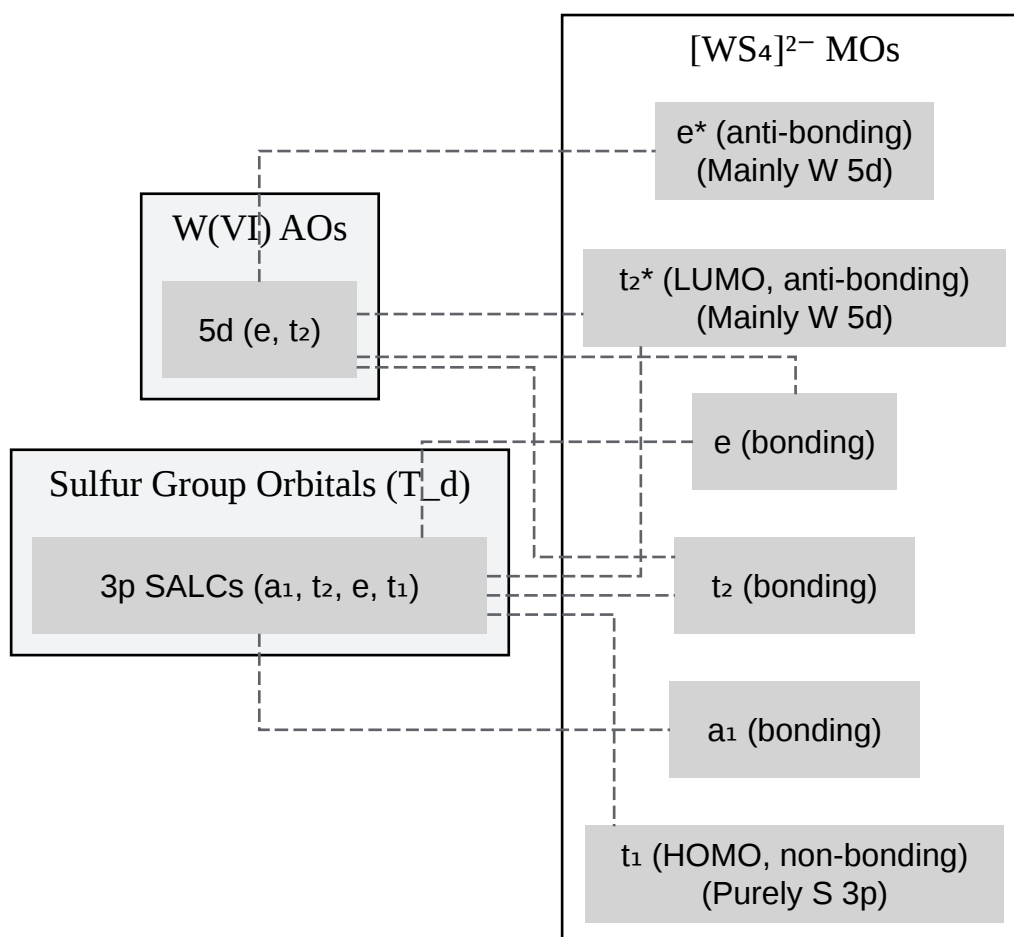 [WS₄]²⁻ MOs
e* (anti-bonding)
(Mainly W 5d)
W(VI) AOs
5d (e, t₂)
t₂* (LUMO, anti-bonding)
(Mainly W 5d)
e (bonding)
Sulfur Group Orbitals (T_d)
3p SALCs (a₁, t₂, e, t₁)
t₂ (bonding)
a₁ (bonding)
t₁ (HOMO, non-bonding)
(Purely S 3p)